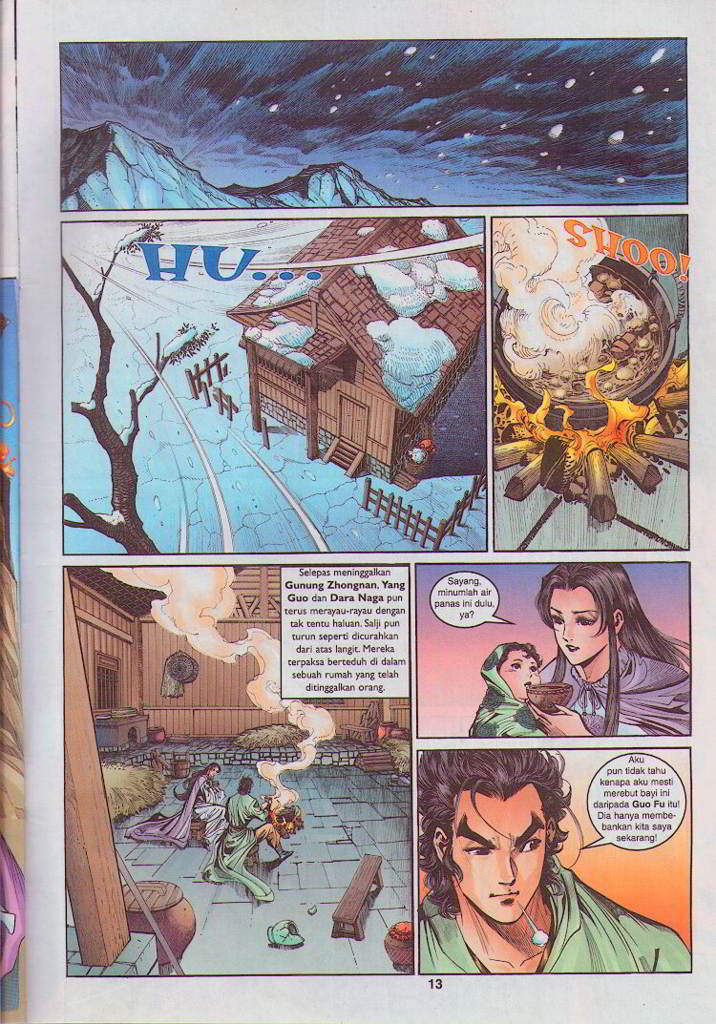 HU...
SHOO!
Selepas meninggalkan
Gunung Zhongnan, Yang
Guo dan Dara Naga pun
terus merayau-rayau dengan
tak tentu haluan. Salji pun
turun seperti dicurahkan
dari atas langit. Mereka
terpaksa berteduh di dalam
sebuah rumah yang telah
ditinggalkan orang.
Sayang,
minumlah air
panas ini dulu,
ya?
Aku
pun tidak tahu
kenapa aku mesti
merebut bayi ini
daripada Guo Fu itu!
Dia hanya membe-
bankan kita saya
sekarang!
13